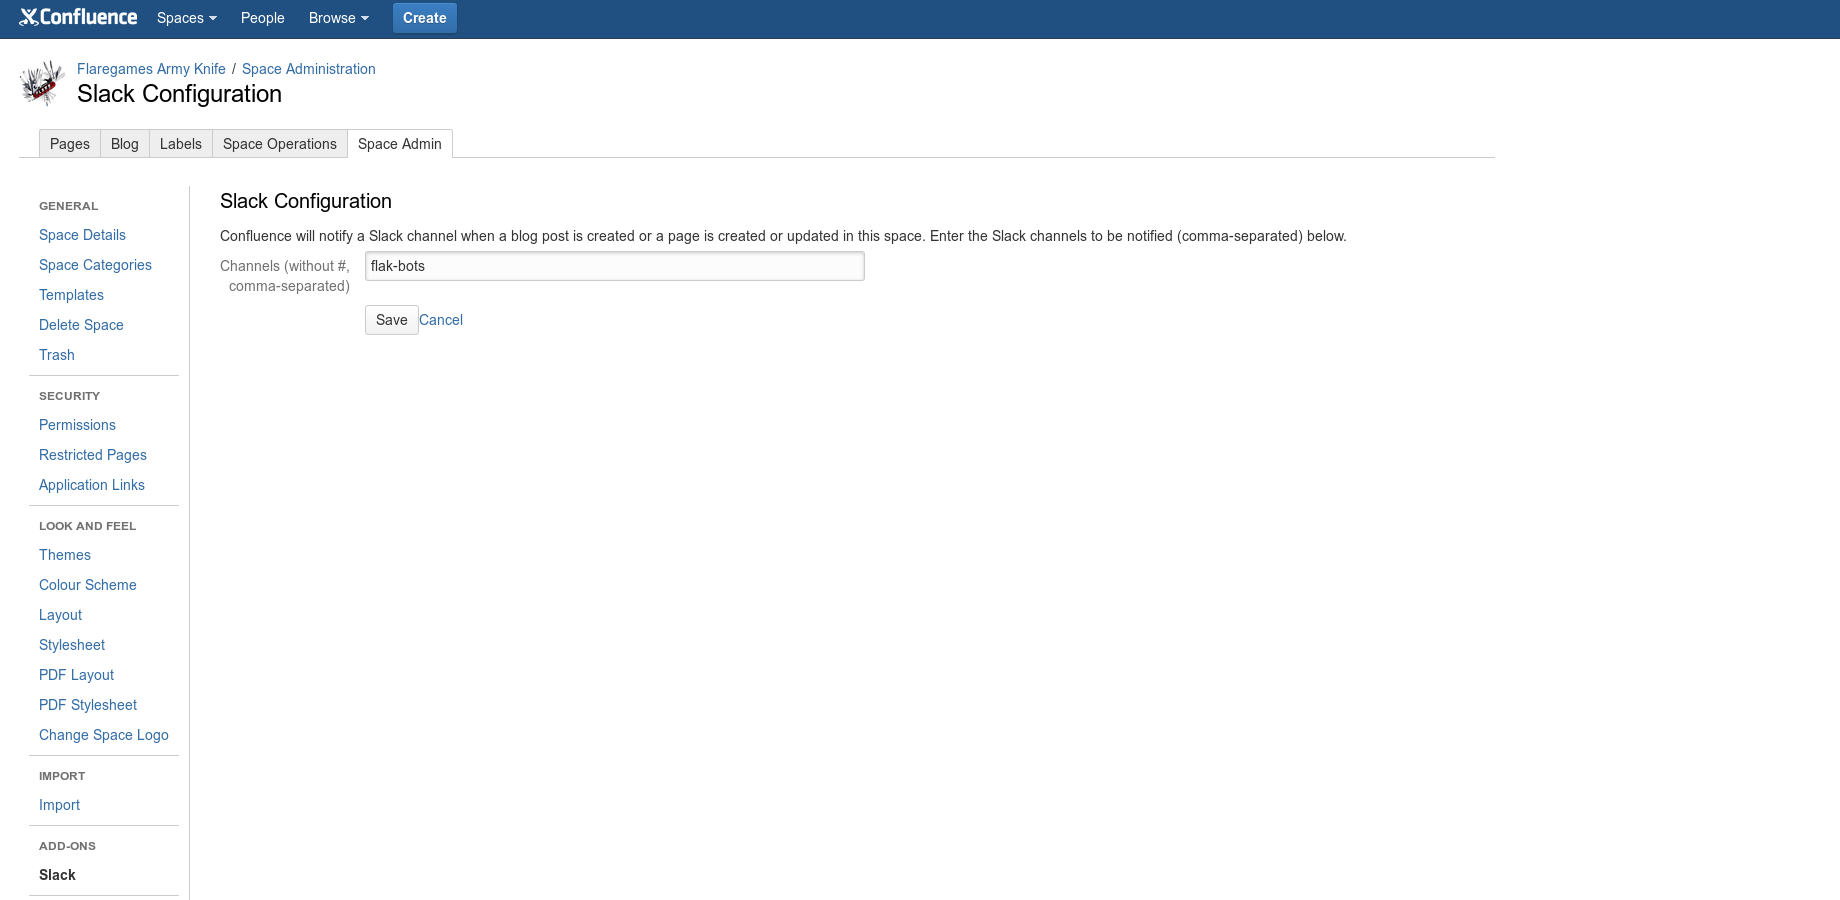 Confluence Spaces People Browse Create
Flaregames Army Knife / Space Administration
Slack Configuration
Pages Blog Labels Space Operations Space Admin
GENERAL
Space Details
Space Categories
Templates
Delete Space
Trash
SECURITY
Permissions
Restricted Pages
Application Links
LOOK AND FEEL
Themes
Colour Scheme
Layout
Stylesheet
PDF Layout
PDF Stylesheet
Change Space Logo
IMPORT
Import
ADD-ONS
Slack
Slack Configuration
Confluence will notify a Slack channel when a blog post is created or a page is created or updated in this space. Enter the Slack channels to be notified (comma-separated) below.
Channels (without #,
comma-separated)
flak-bots
Save Cancel